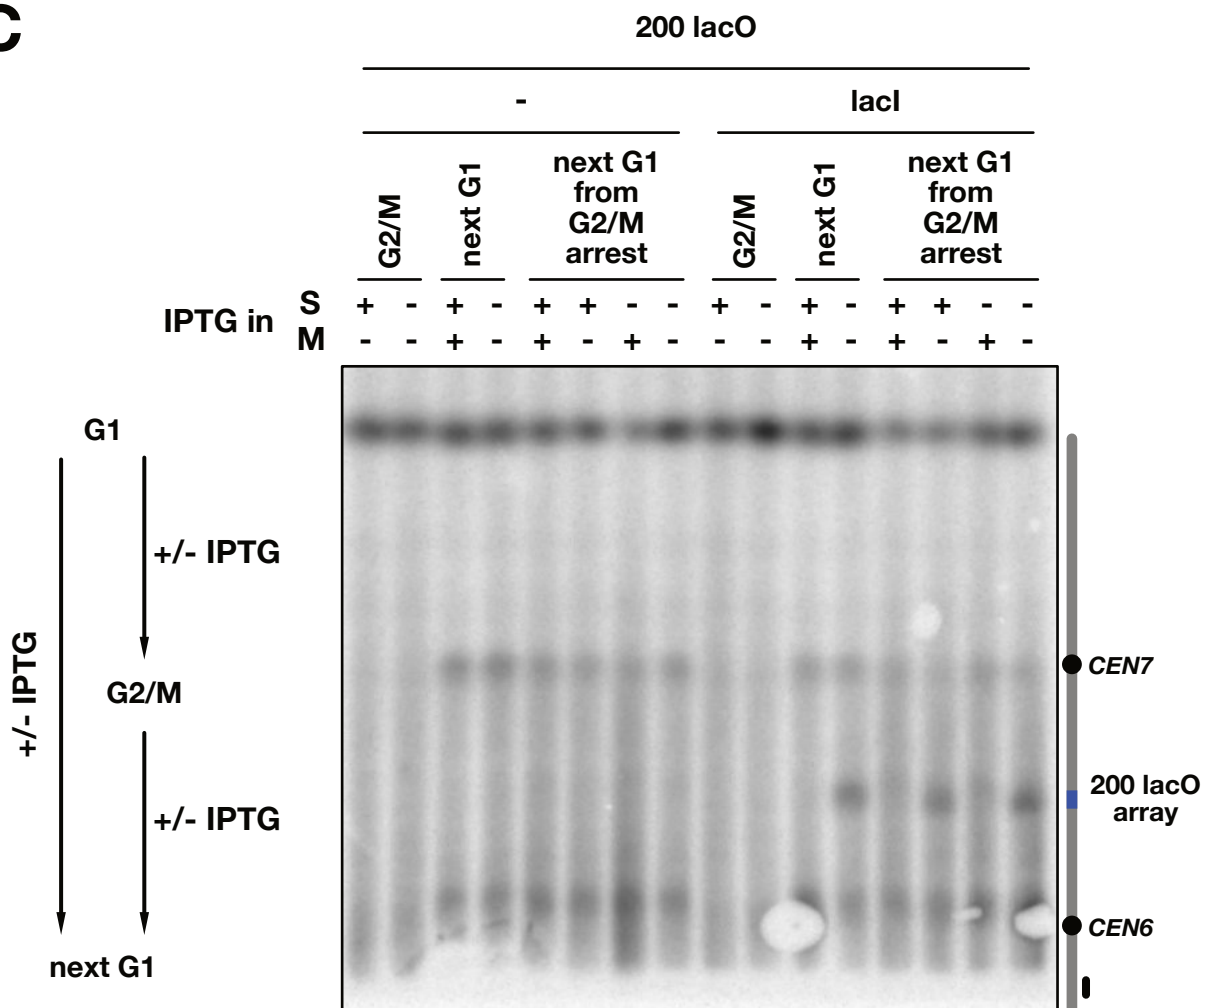 C
200 lacO
- lacI
G2/M next G1 next G1 from G2/M arrest G2/M next G1 next G1 from G2/M arrest
IPTG in
S + - + - + + - - + - + - + + - -
M - - + - + - + - - - + - + - + -
G1
+/- IPTG
+/- IPTG
G2/M
CEN7
200 lacO
array
+/- IPTG
CEN6
next G1